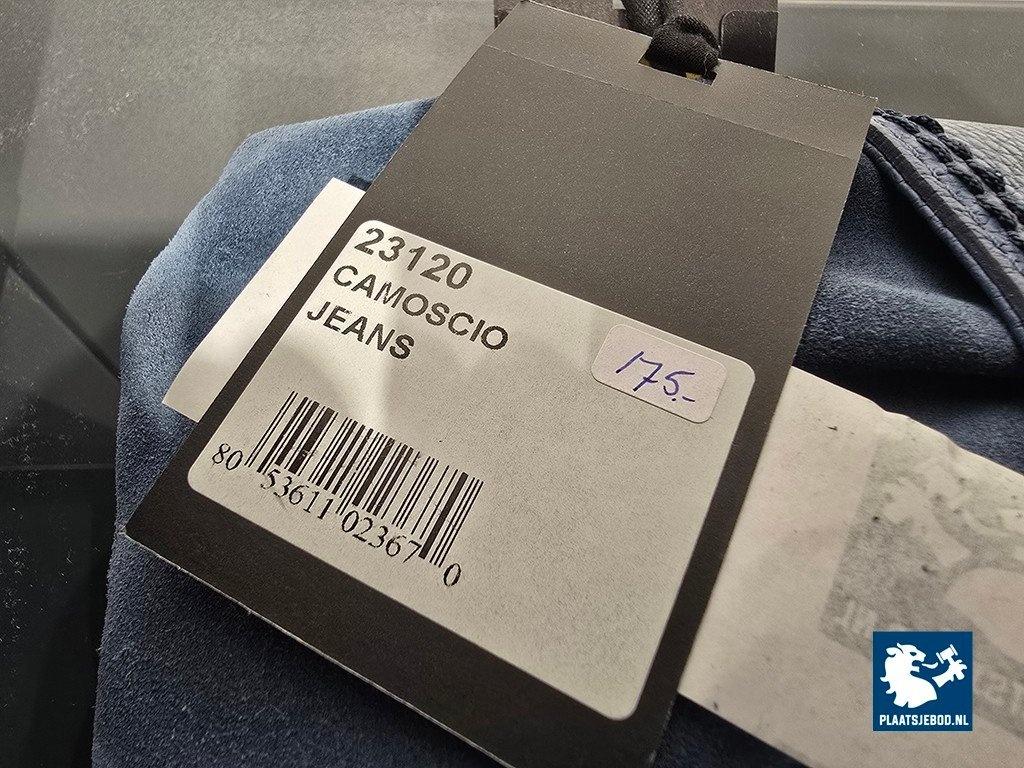 23120
CAMOSCIO
JEANS
175.-
80 53611 02367 0
PLAATSJEBOD.NL